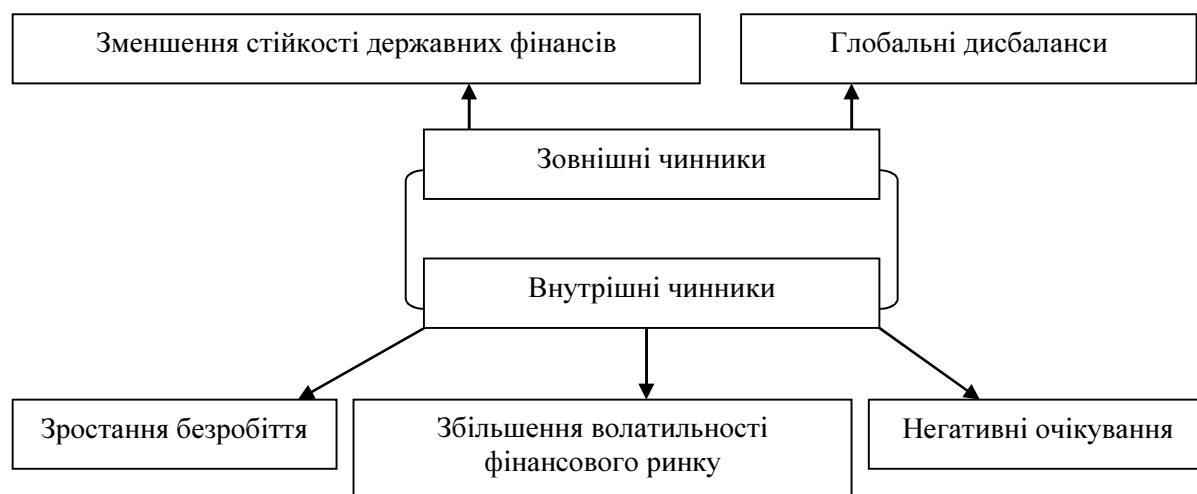 Зменшення стійкості державних фінансів
Глобальні дисбаланси
Зовнішні чинники
Внутрішні чинники
Зростання безробіття
Збільшення волатильності
фінансового ринку
Негативні очікування